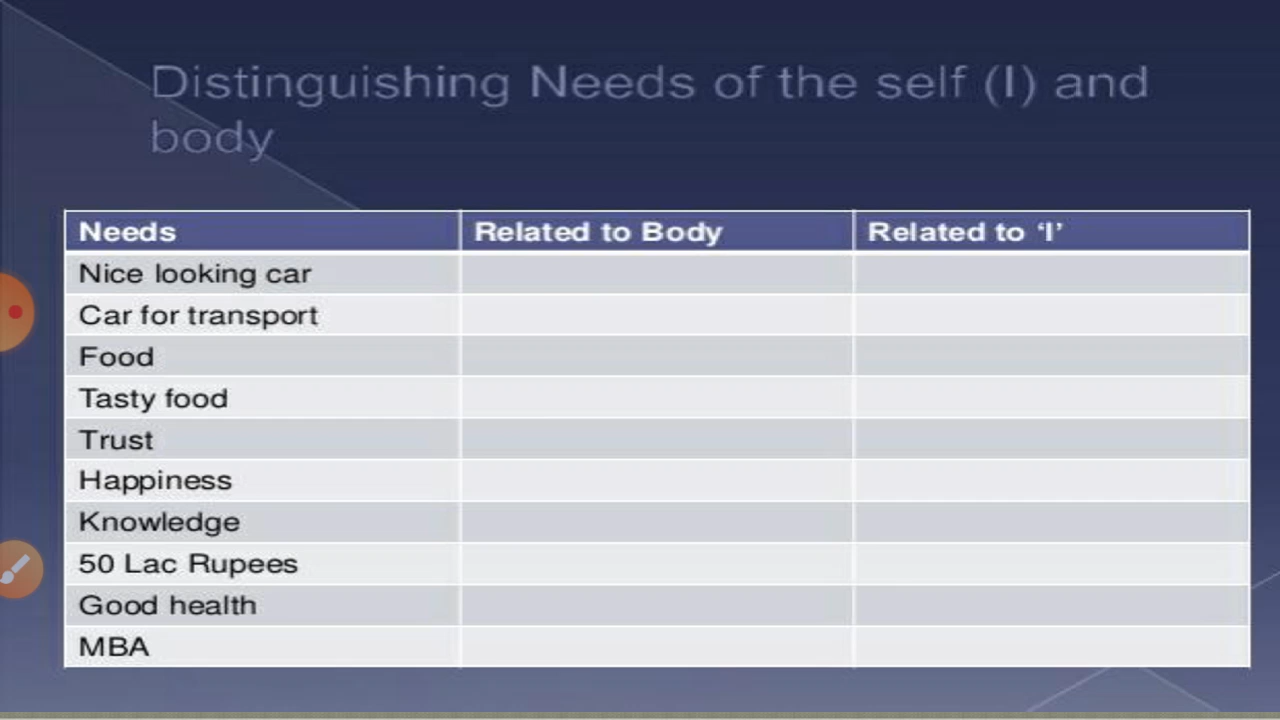 Distinguishing Needs of the self (I) and
body
Needs Related to Body Related to ‘I’
Nice looking car
Car for transport
Food
Tasty food
Trust
Happiness
Knowledge
50 Lac Rupees
Good health
MBA